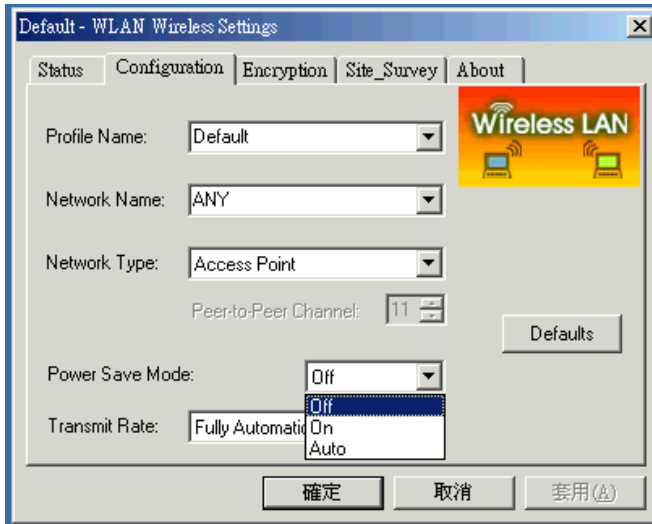 Default - WLAN Wireless Settings
Status Configuration Encryption Site_Survey About
Wireless LAN
Profile Name: Default
Network Name: ANY
Network Type: Access Point
Peer-to-Peer Channel: 11
Defaults
Power Save Mode: Off
Off
On
Auto
Transmit Rate: Fully Automatic
確定 取消 套用(A)